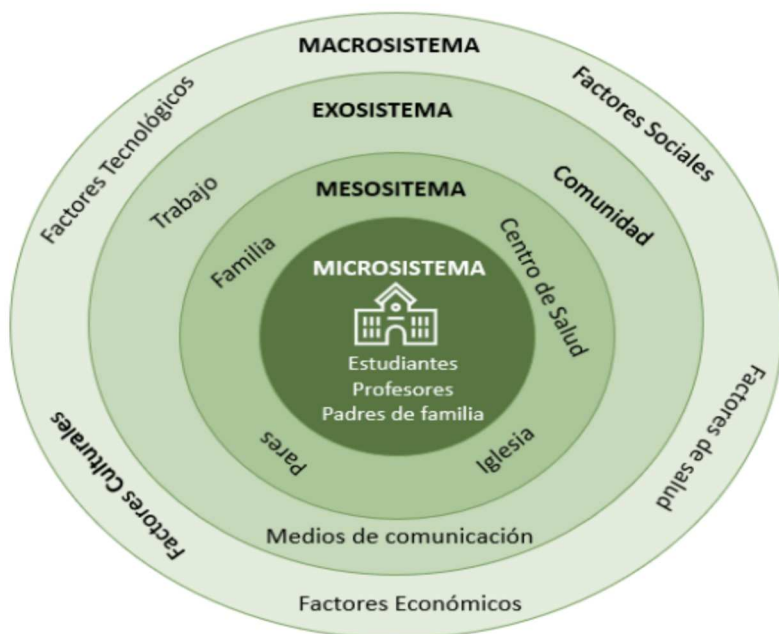 MACROSISTEMA
Factores Tecnológicos
Factores Sociales
EXOSISTEMA
Trabajo
Comunidad
MESOSITEMA
Familia
Centro de Salud
MICROSISTEMA
Estudiantes
Profesores
Padres de familia
Pares
Iglesia
Factores Culturales
Factores de salud
Medios de comunicación
Factores Económicos